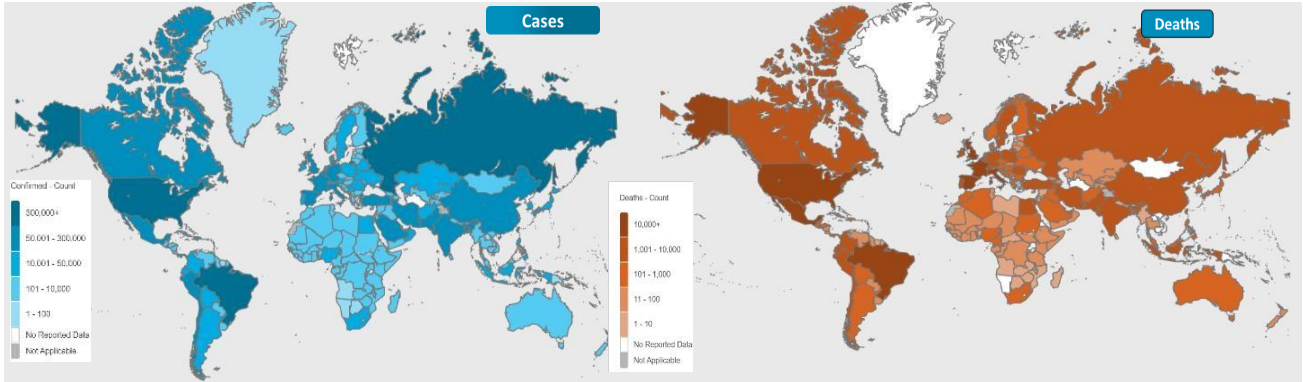 Cases
Deaths
Confirmed - Count
300,000+
50.001 - 300,000
10.001 - 50,000
101 - 10,000
1 - 100
No Reported Data
Not Applicable
Deaths - Count
10,000+
1.001 - 10,000
101 - 1,000
11 - 100
1 - 10
No Reported Data
Not Applicable